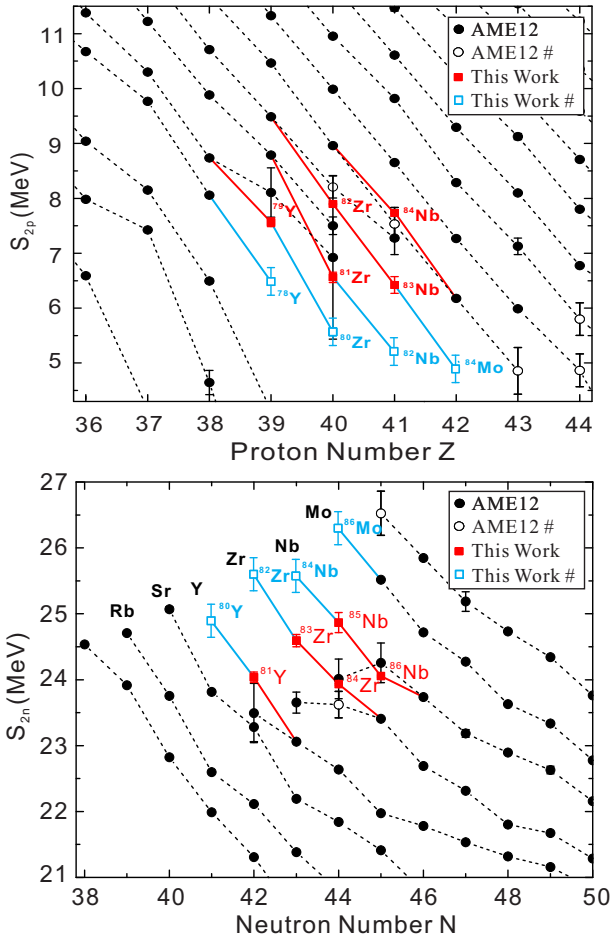 11
10
9
8
7
6
5
S₂ₚ(MeV)
AME12
AME12 #
This Work
This Work #
⁷⁹Y
⁸²Zr
⁸⁴Nb
⁸¹Zr
⁸³Nb
⁷⁸Y
⁸⁰Zr
⁸²Nb
⁸⁴Mo
36 37 38 39 40 41 42 43 44
Proton Number Z
27
26
25
24
23
22
21
S₂ₙ(MeV)
AME12
AME12 #
This Work
This Work #
Mo
⁸⁶Mo
Nb
Zr
⁸²Zr
⁸⁴Nb
Y
Sr
Rb
⁸⁰Y
⁸⁵Nb
⁸³Zr
⁸¹Y
⁸⁴Zr
⁸⁶Nb
38 40 42 44 46 48 50
Neutron Number N